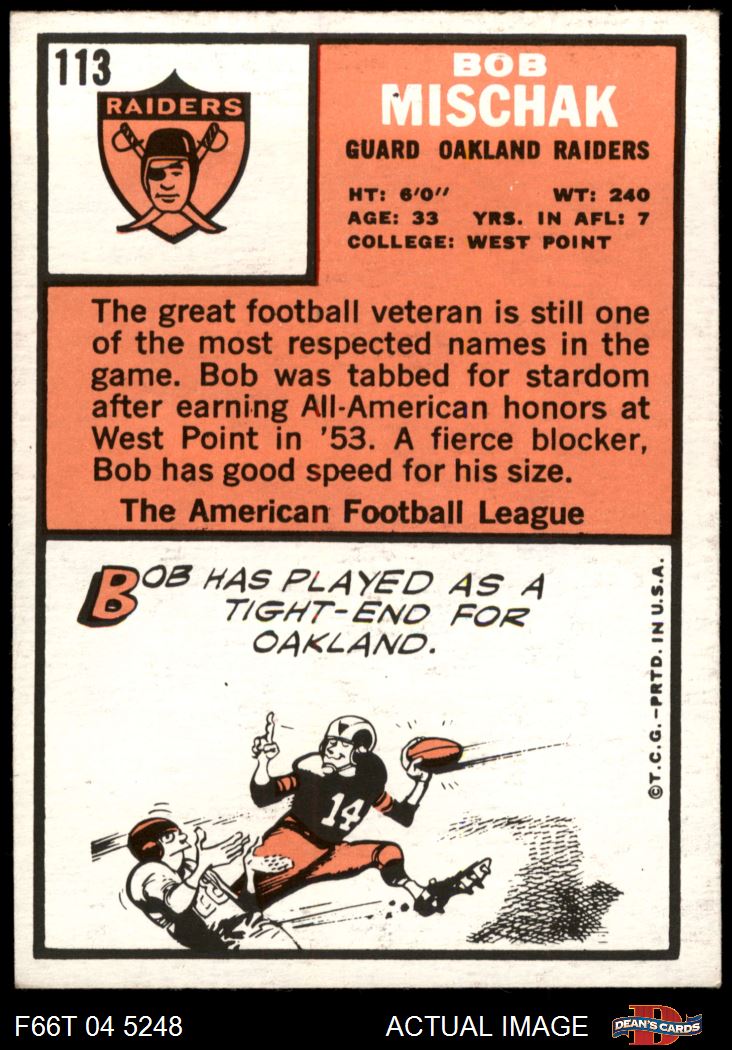 113
RAIDERS
BOB
MISCHAK
GUARD OAKLAND RAIDERS
HT: 6'0" WT: 240
AGE: 33 YRS. IN AFL: 7
COLLEGE: WEST POINT
The great football veteran is still one
of the most respected names in the
game. Bob was tabbed for stardom
after earning All-American honors at
West Point in '53. A fierce blocker,
Bob has good speed for his size.
The American Football League
BOB HAS PLAYED AS A
TIGHT-END FOR
OAKLAND.
©T.C.G.-PRTD. IN U.S.A.
14
F66T 04 5248
ACTUAL IMAGE
DEAN'S CARDS